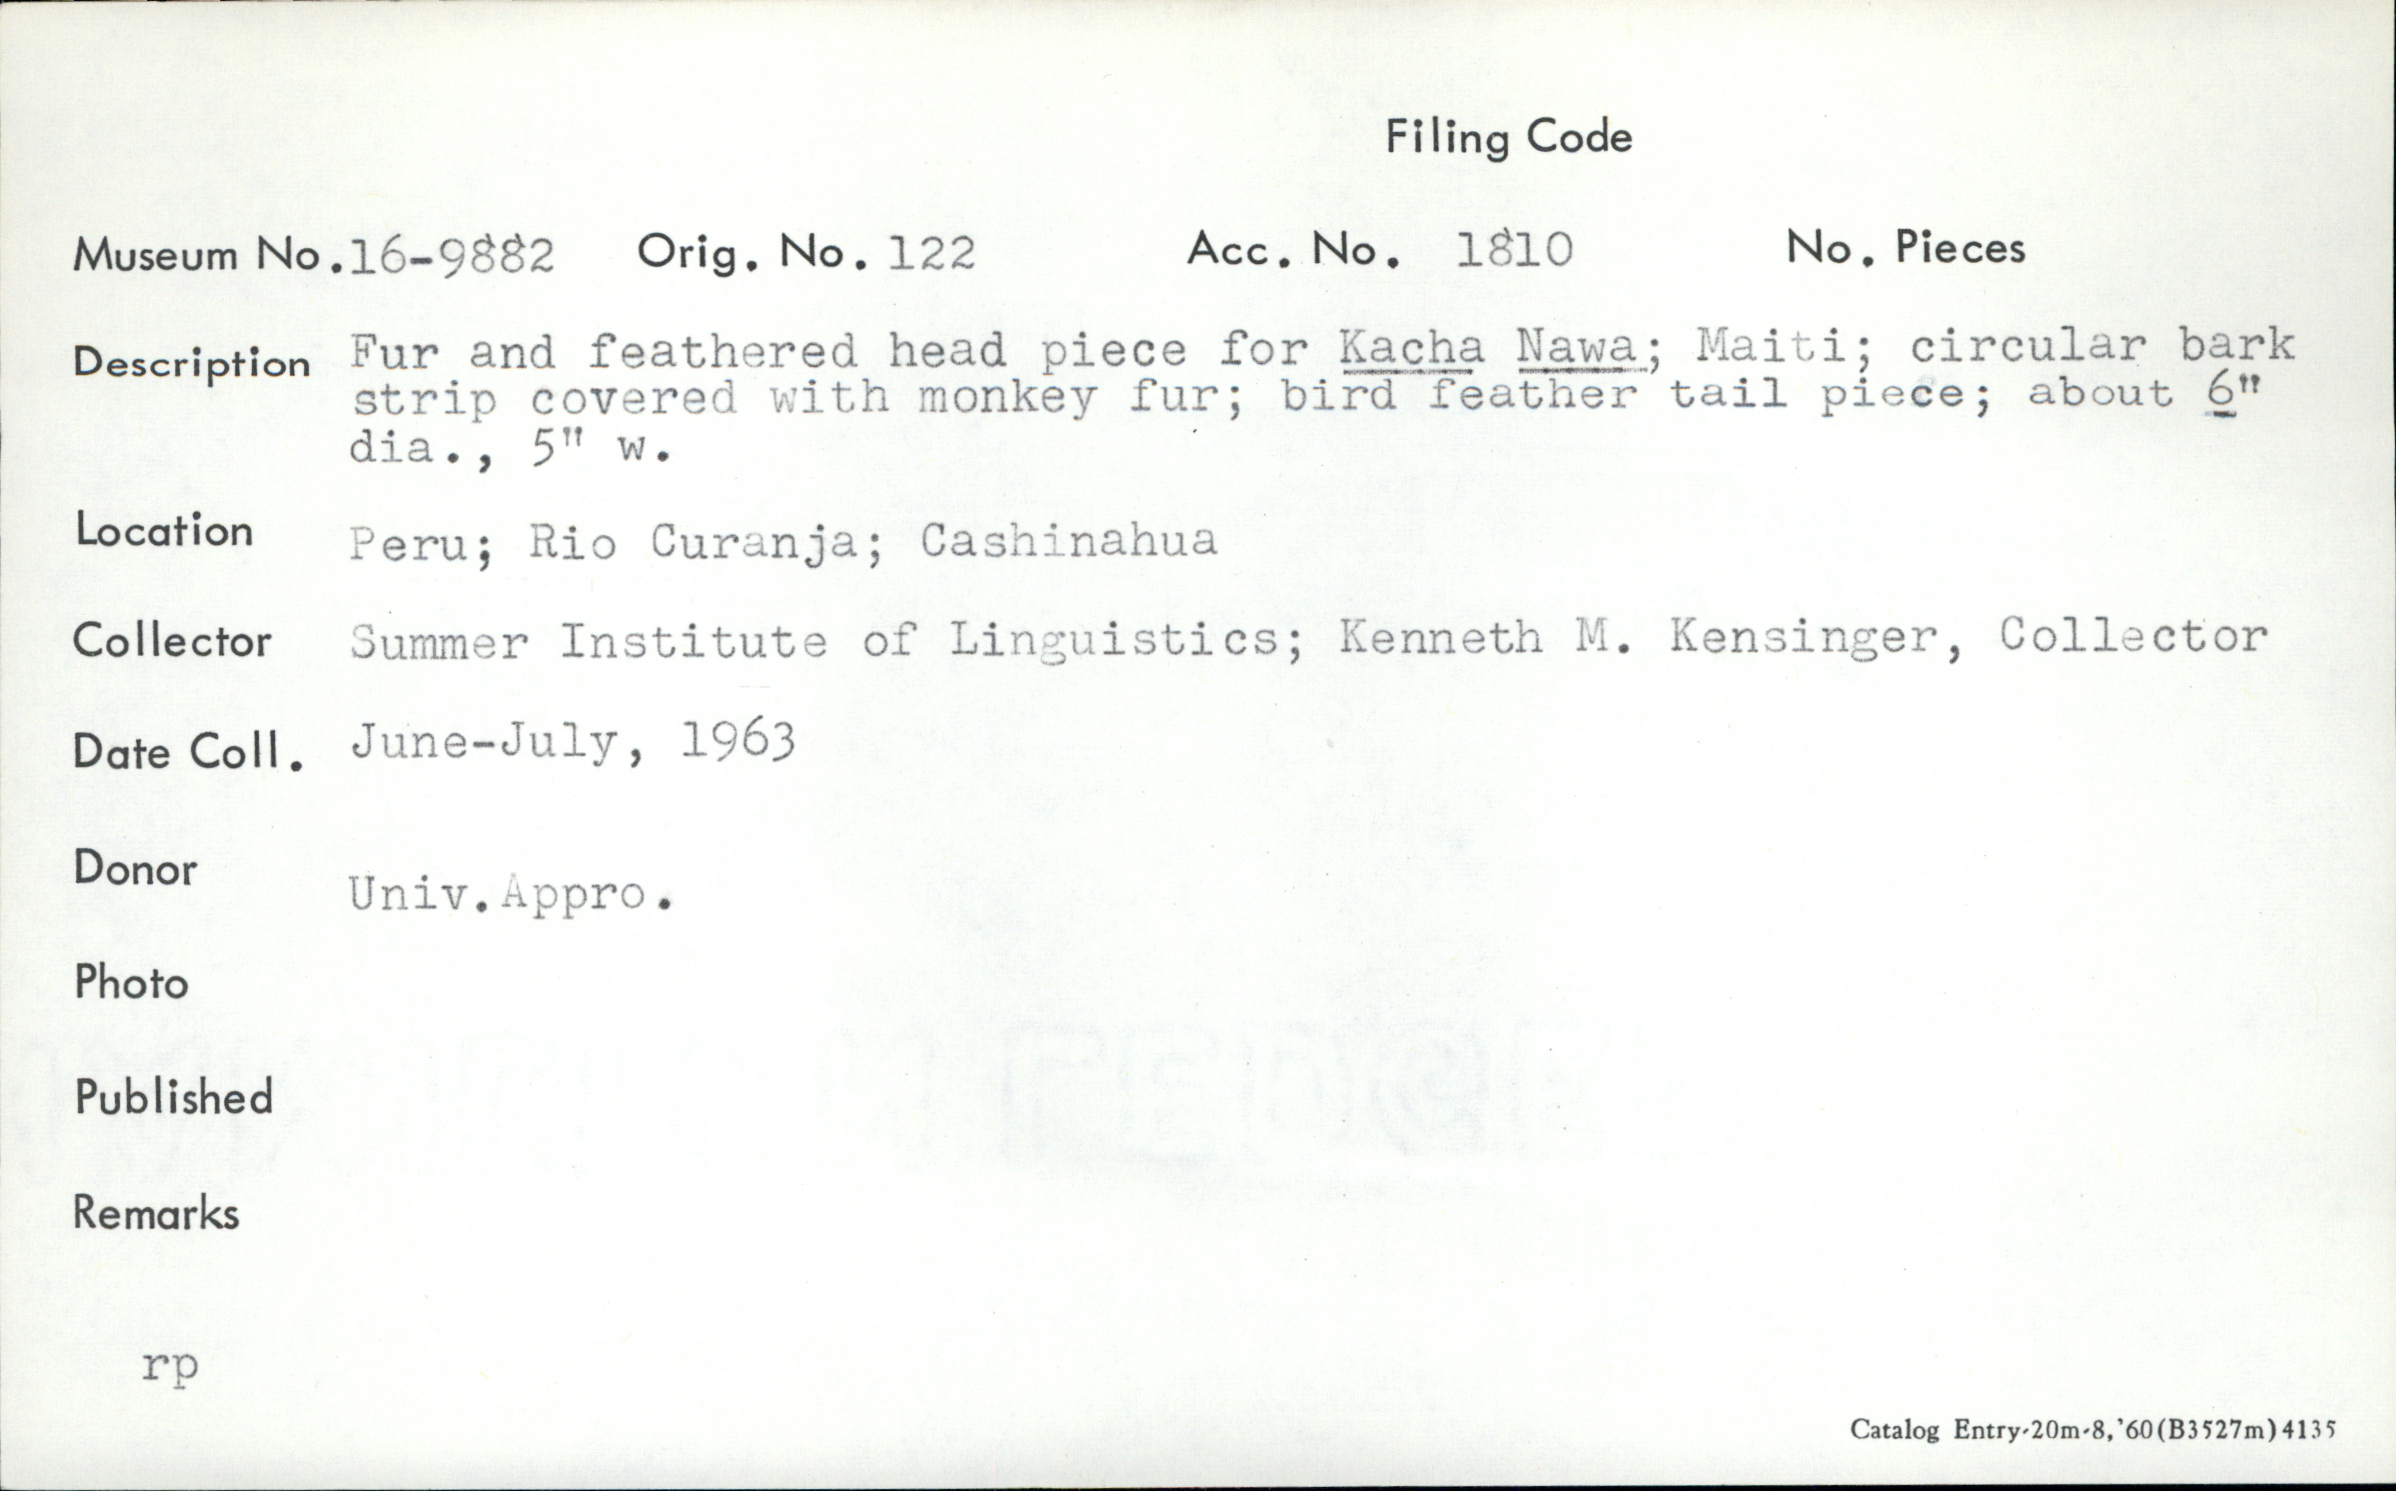 Filing Code
Museum No. 16-9882 Orig. No. 122 Acc. No. 1810 No. Pieces
Description Fur and feathered head piece for Kacha Nawa; Maiti; circular bark
strip covered with monkey fur; bird feather tail piece; about 6"
dia., 5" w.
Location Peru; Rio Curanja; Cashinahua
Collector Summer Institute of Linguistics; Kenneth M. Kensinger, Collector
Date Coll. June-July, 1963
Donor Univ.Appro.
Photo
Published
Remarks
rp
Catalog Entry-20m-8,'60(B3527m)4135